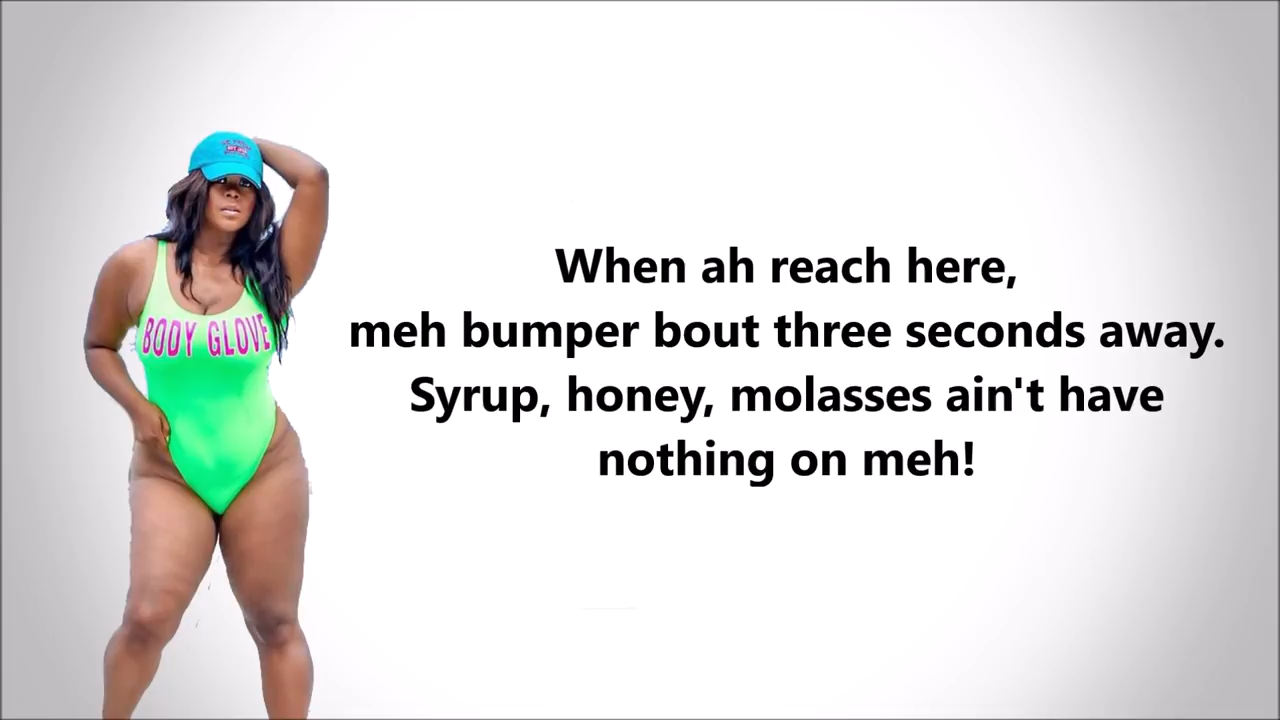 BODY GLOVE
When ah reach here,
meh bumper bout three seconds away.
Syrup, honey, molasses ain't have
nothing on meh!